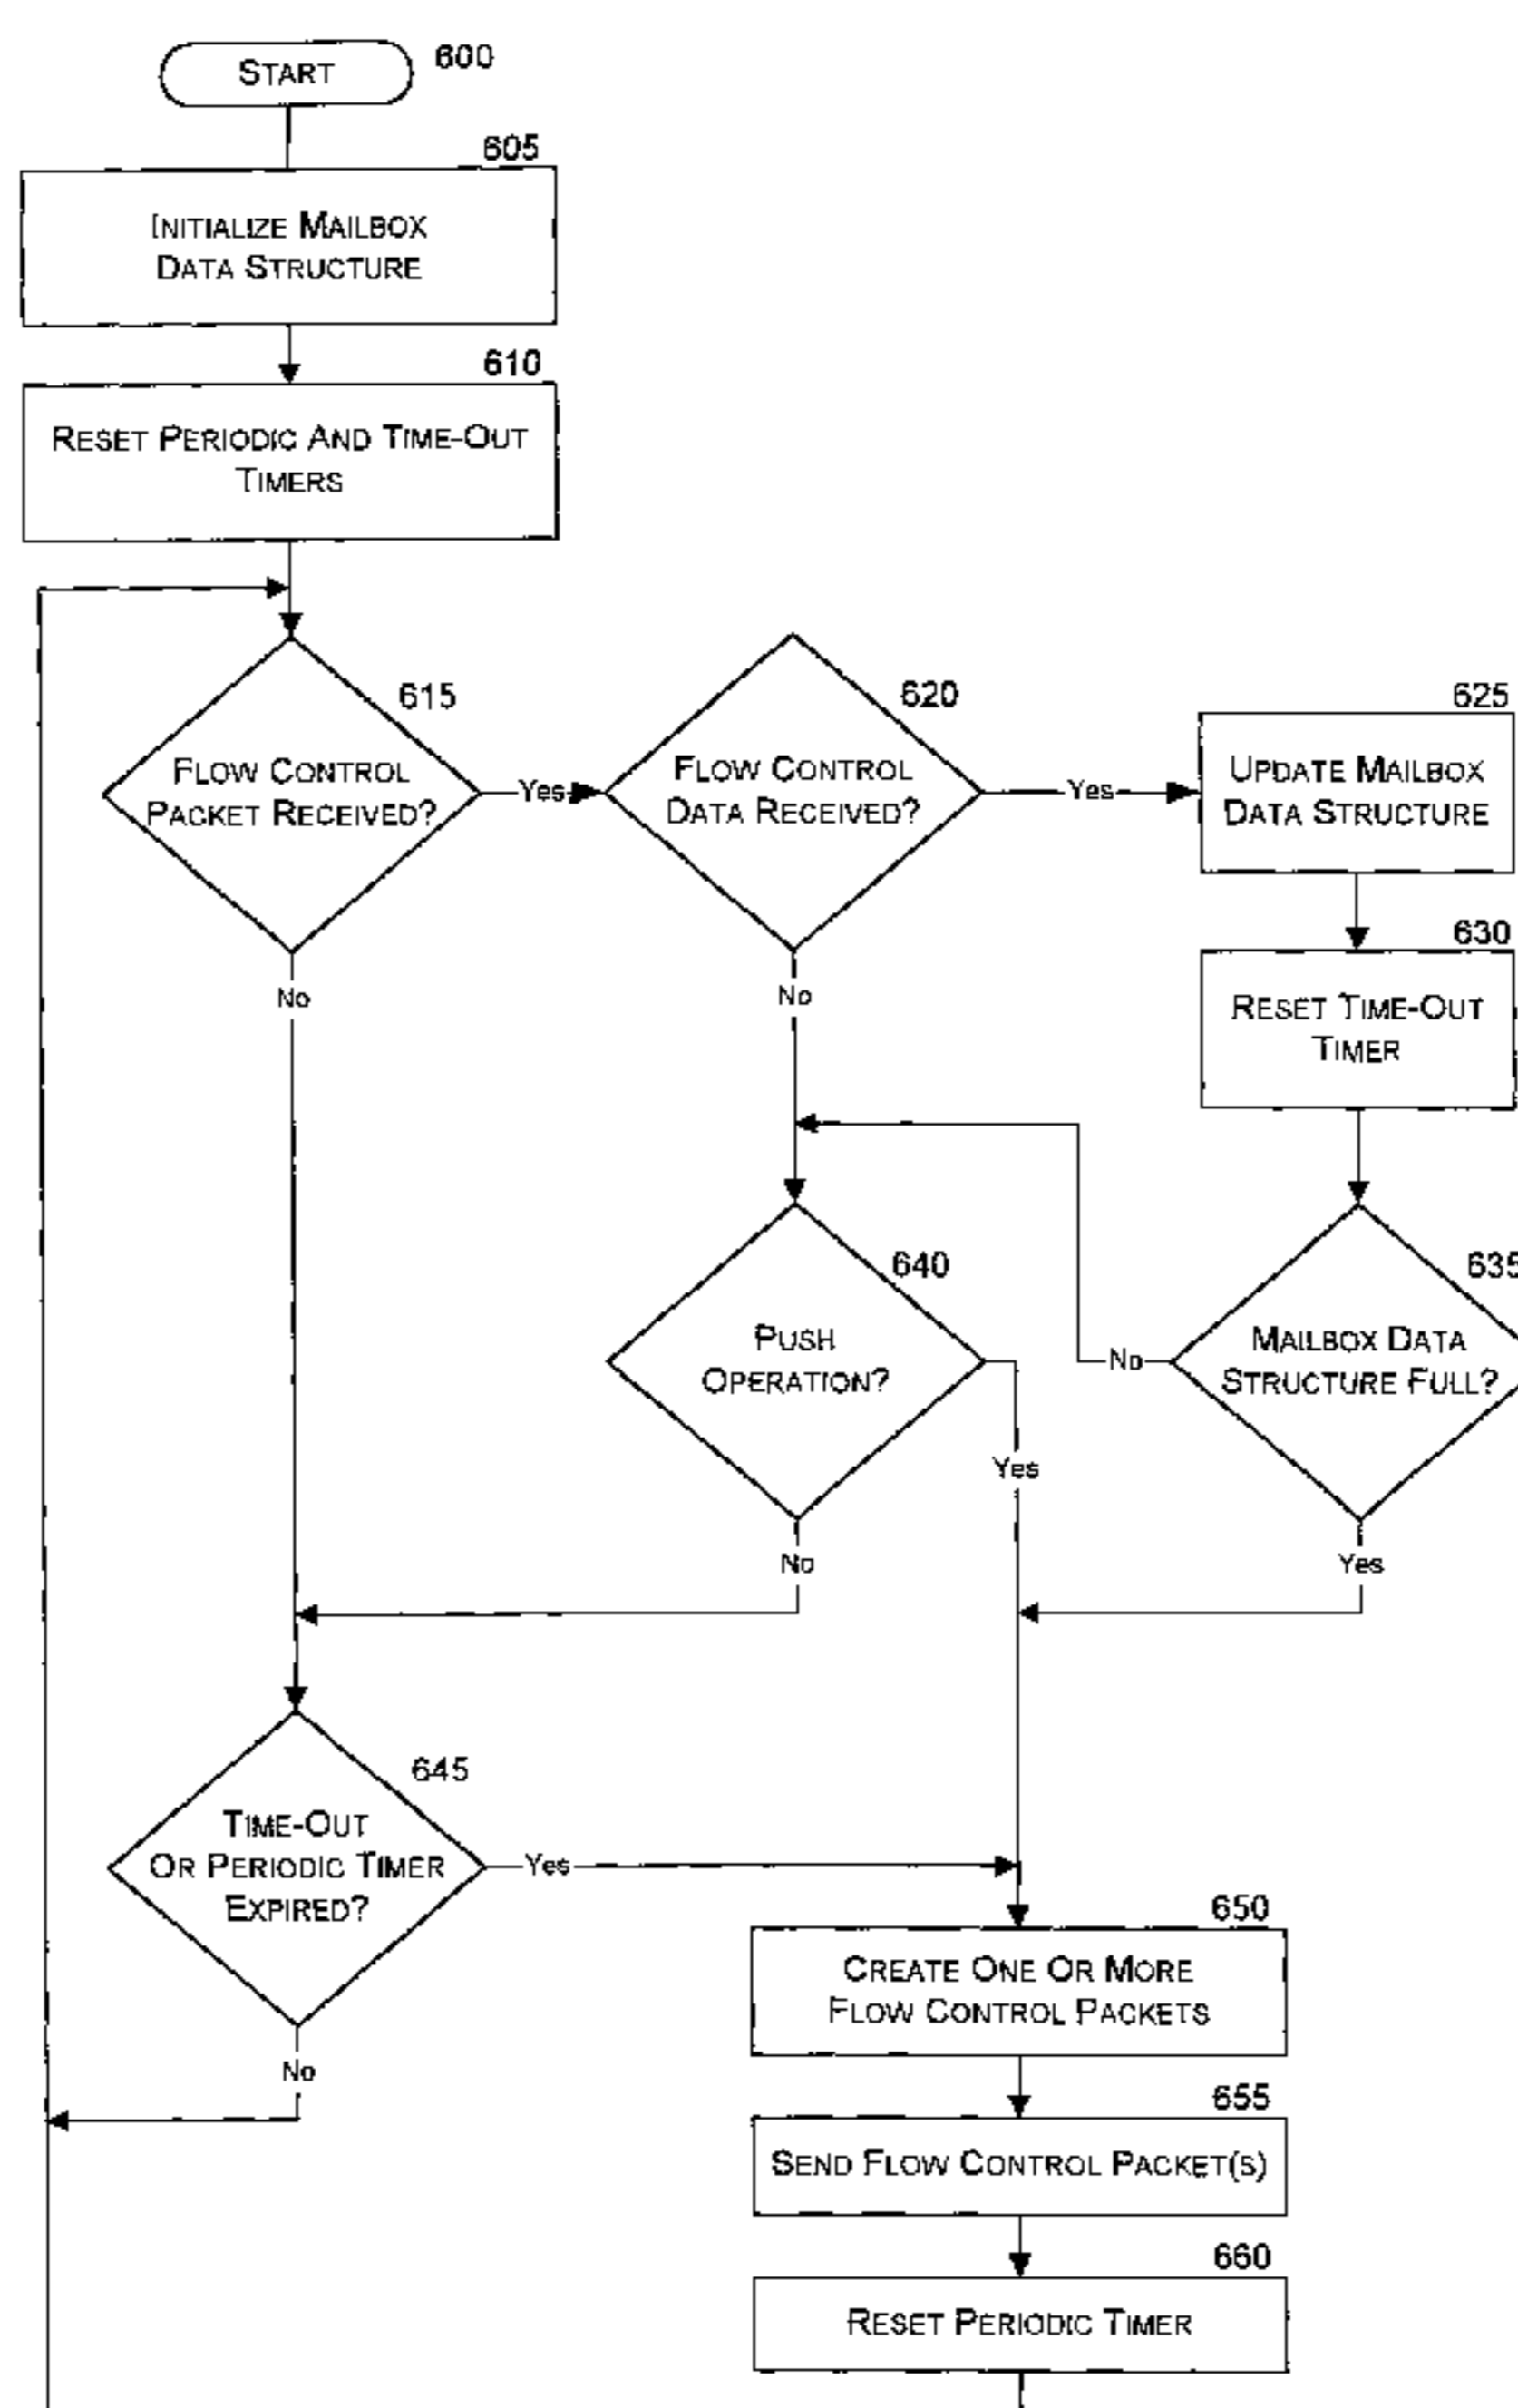 START
600
605
INITIALIZE MAILBOX
DATA STRUCTURE
610
RESET PERIODIC AND TIME-OUT
TIMERS
615
FLOW CONTROL
PACKET RECEIVED?
Yes
No
620
FLOW CONTROL
DATA RECEIVED?
Yes
No
625
UPDATE MAILBOX
DATA STRUCTURE
630
RESET TIME-OUT
TIMER
635
MAILBOX DATA
STRUCTURE FULL?
No
Yes
640
PUSH
OPERATION?
Yes
No
645
TIME-OUT
OR PERIODIC TIMER
EXPIRED?
Yes
No
650
CREATE ONE OR MORE
FLOW CONTROL PACKETS
655
SEND FLOW CONTROL PACKET(S)
660
RESET PERIODIC TIMER